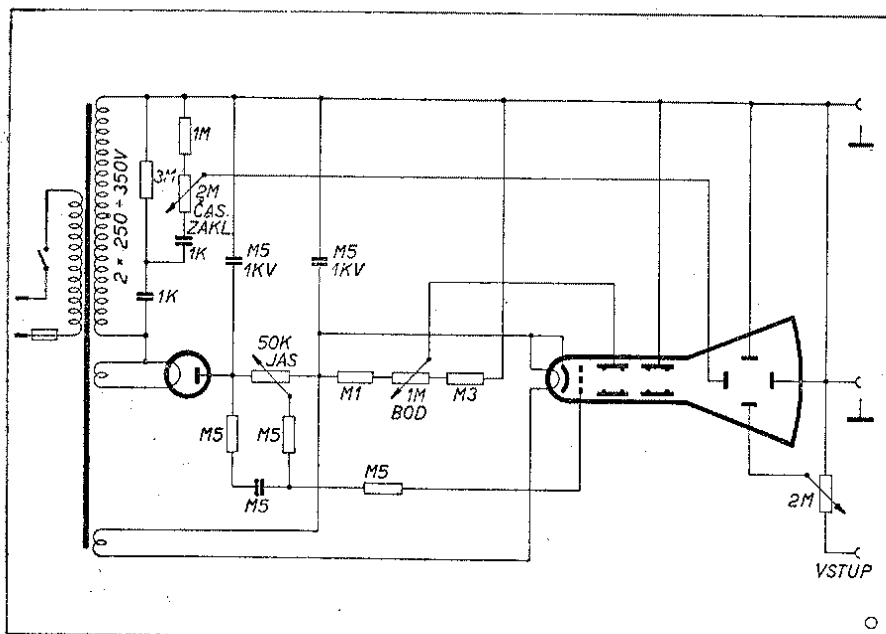 1M
3M
2M
ČAS.
ZAKL.
1K
1K
2 × 250 ÷ 350V
M5
1KV
M5
1KV
50K
JAS
M1
1M
BOD
M3
M5
M5
M5
M5
2M
VSTUP